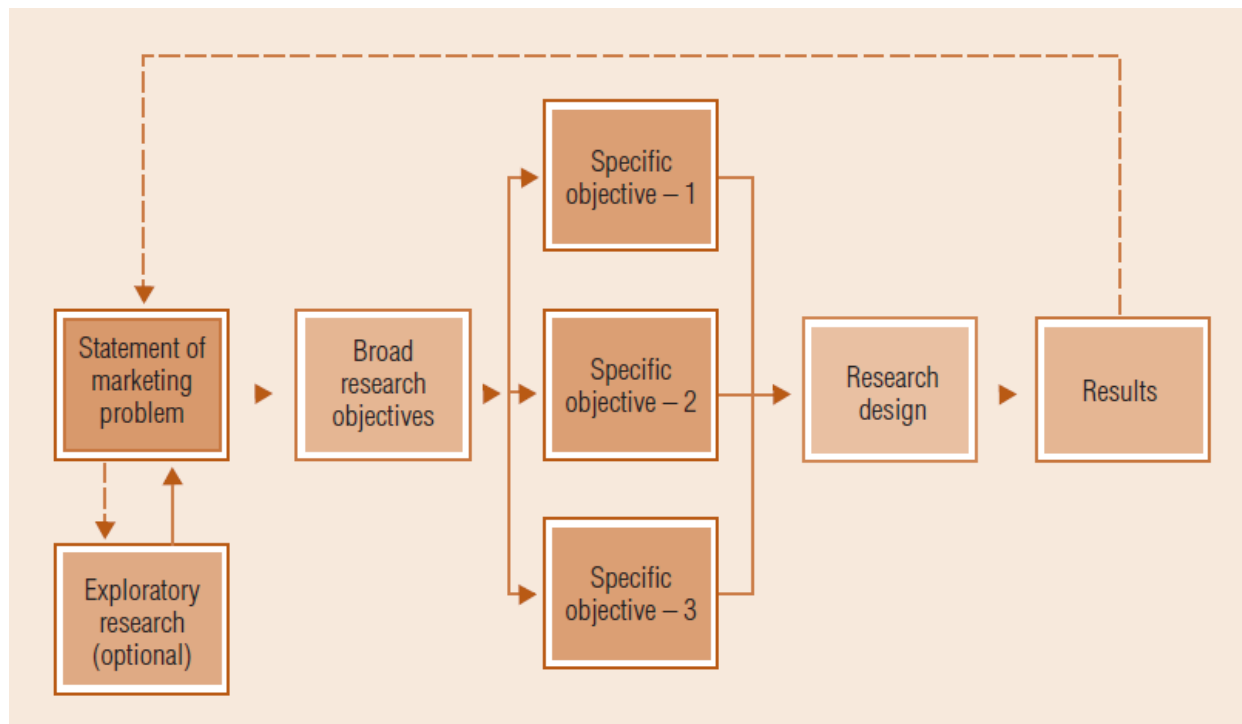 Statement of
marketing
problem
Exploratory
research
(optional)
Broad
research
objectives
Specific
objective – 1
Specific
objective – 2
Specific
objective – 3
Research
design
Results